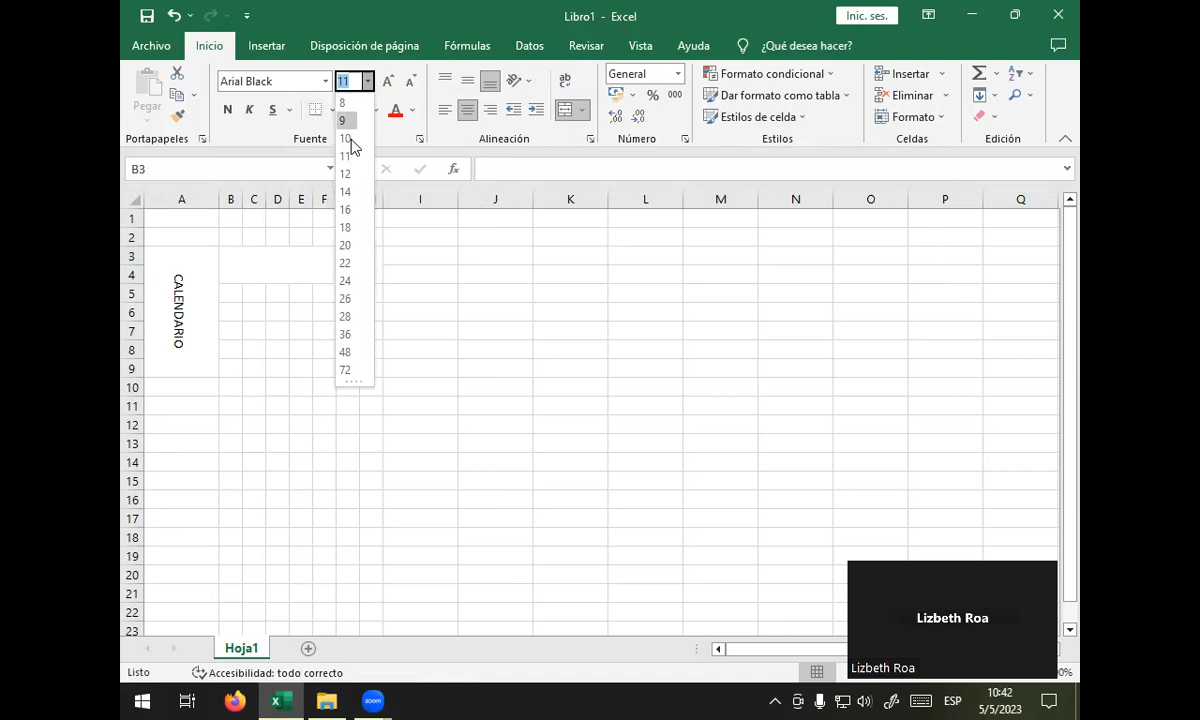 Libro1 - Excel
Inic. ses.
Archivo Inicio Insertar Disposición de página Fórmulas Datos Revisar Vista Ayuda ¿Qué desea hacer?
Pegar
Arial Black 11
N K S
ab
General
% 000
Formato condicional
Dar formato como tabla
Estilos de celda
Insertar
Eliminar
Formato
Portapapeles Fuente Alineación Número Estilos Celdas Edición
8
9
10
11
12
14
16
18
20
22
24
26
28
36
48
72
B3 fx
A B C D E F I J K L M N O P Q
1
2
3
4
5
6
7
8
9
10
11
12
13
14
15
16
17
18
19
20
21
22
23
CALENDARIO
Lizbeth Roa
Lizbeth Roa
Hoja1
Listo Accesibilidad: todo correcto
zoom
ESP
10:42
5/5/2023